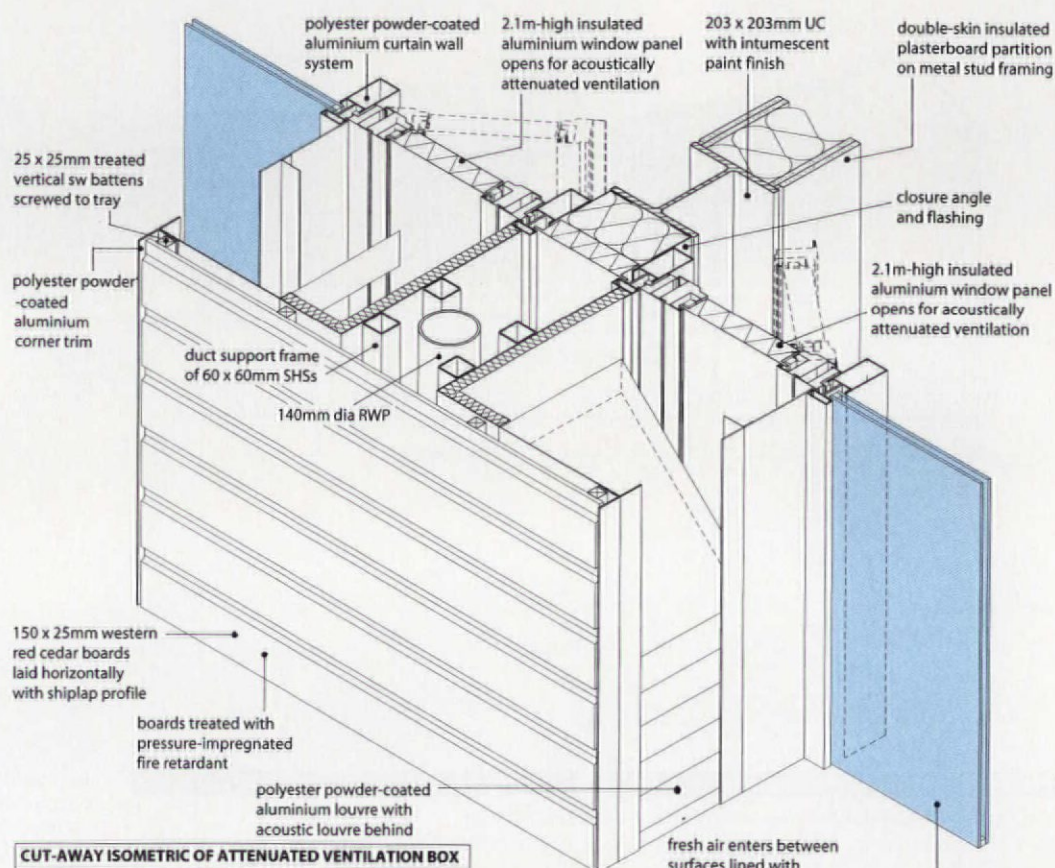 polyester powder-coated
aluminium curtain wall
system
2.1m-high insulated
aluminium window panel
opens for acoustically
attenuated ventilation
203 x 203mm UC
with intumescent
paint finish
double-skin insulated
plasterboard partition
on metal stud framing
25 x 25mm treated
vertical sw battens
screwed to tray
closure angle
and flashing
polyester powder
-coated
aluminium
corner trim
2.1m-high insulated
aluminium window panel
opens for acoustically
attenuated ventilation
duct support frame
of 60 x 60mm SHSs
140mm dia RWP
150 x 25mm western
red cedar boards
laid horizontally
with shiplap profile
boards treated with
pressure-impregnated
fire retardant
polyester powder-coated
aluminium louvre with
acoustic louvre behind
fresh air enters between
surfaces lined with
CUT-AWAY ISOMETRIC OF ATTENUATED VENTILATION BOX